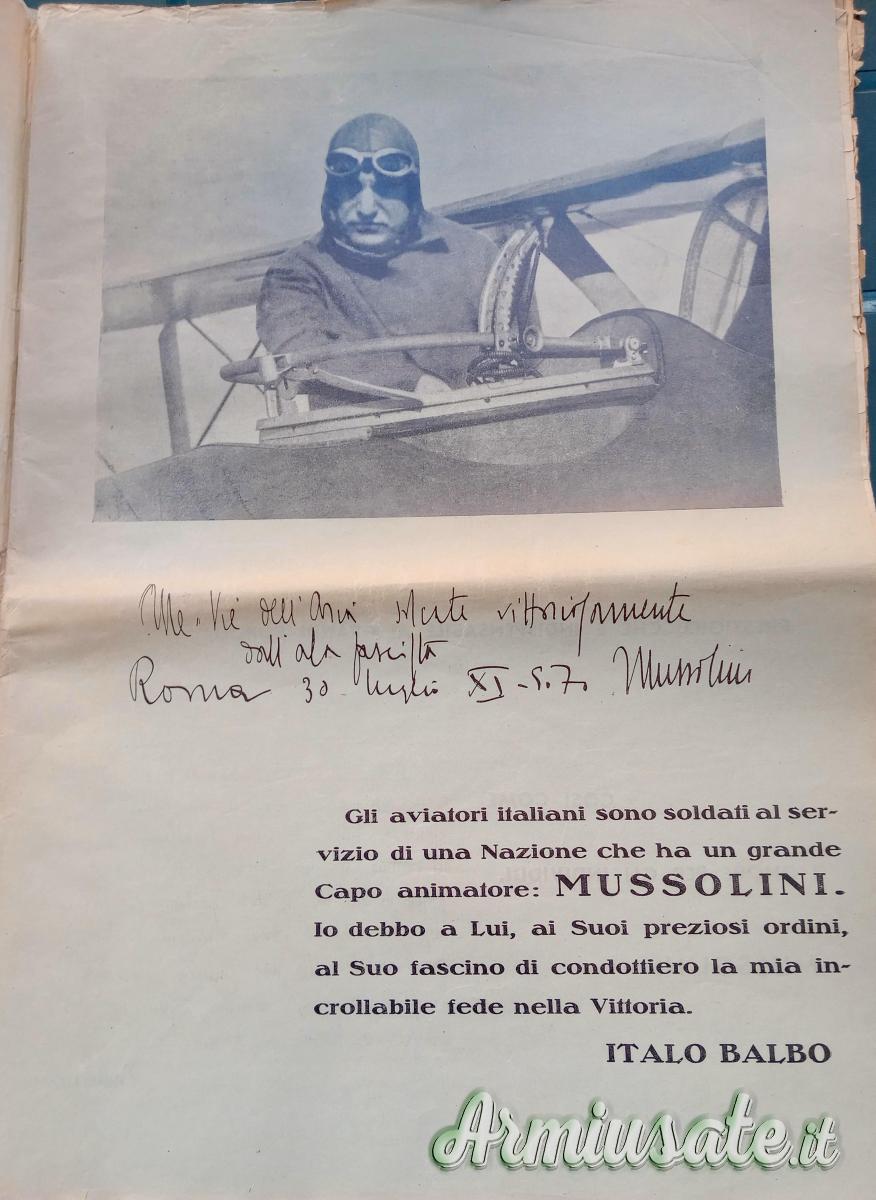 Alle Vie dell'Aria solcate vittoriosamente
dall'ala fascista
Roma 30 luglio XI Mussolini
Gli aviatori italiani sono soldati al ser-
vizio di una Nazione che ha un grande
Capo animatore: MUSSOLINI.
Io debbo a Lui, ai Suoi preziosi ordini,
al Suo fascino di condottiero la mia in-
crollabile fede nella Vittoria.
ITALO BALBO
Armiusate.it